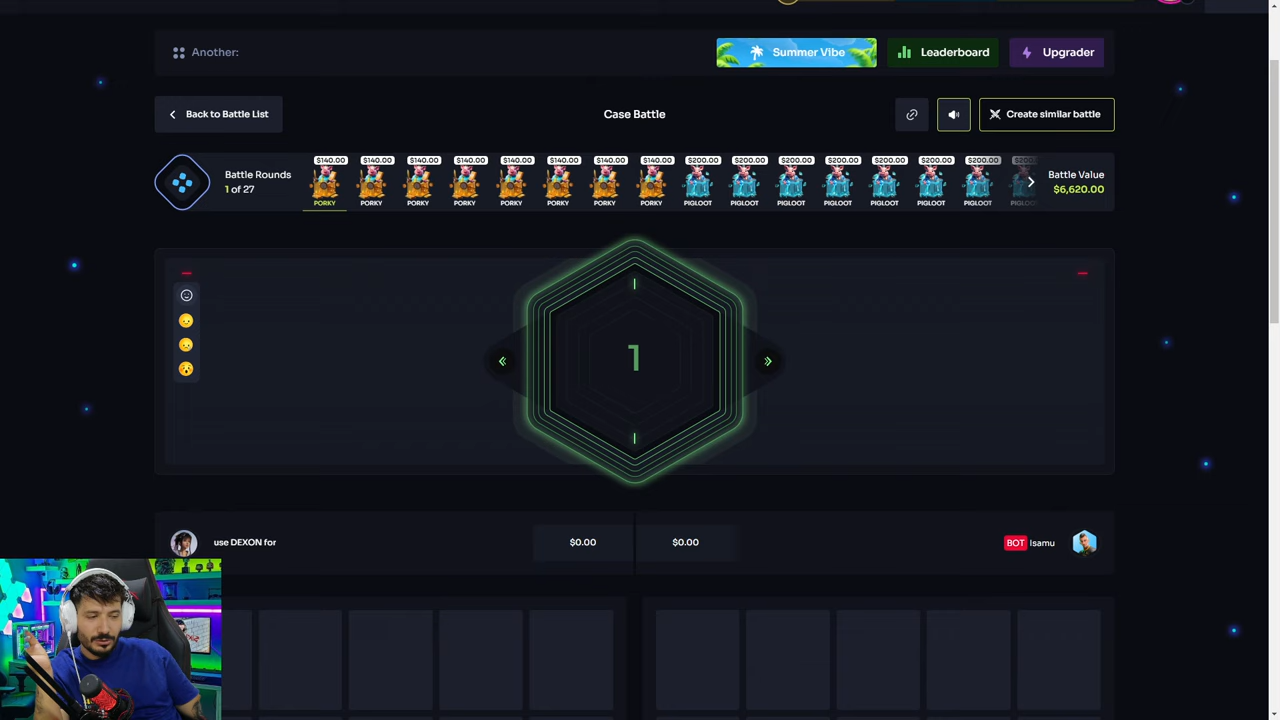 Another:
Summer Vibe
Leaderboard
Upgrader
Back to Battle List
Case Battle
Create similar battle
Battle Rounds
1 of 27
$140.00 $140.00 $140.00 $140.00 $140.00 $140.00 $140.00 $140.00 $200.00 $200.00 $200.00 $200.00 $200.00 $200.00 $200.00 $200.00
PORKY PORKY PORKY PORKY PORKY PORKY PORKY PORKY PIGLOOT PIGLOOT PIGLOOT PIGLOOT PIGLOOT PIGLOOT PIGLOOT PIGLOOT
Battle Value
$6,620.00
1
use DEXON for
$0.00
$0.00
BOT Isamu